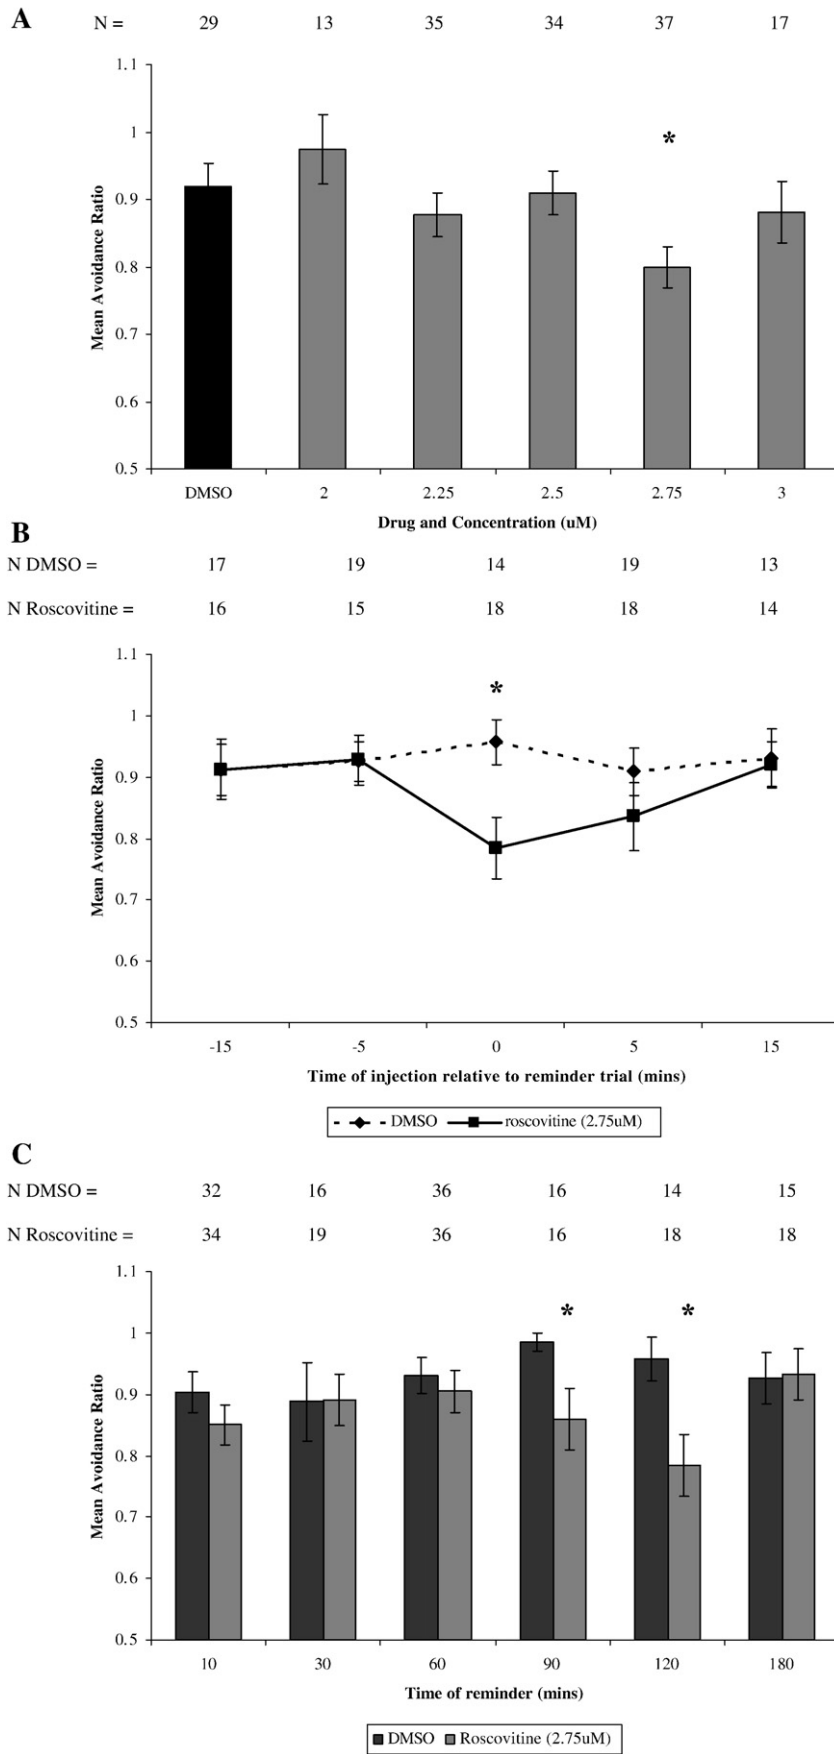 A
N = 29 13 35 34 37 17
1.1
*
1
0.9
0.8
0.7
0.6
0.5
Mean Avoidance Ratio
DMSO 2 2.25 2.5 2.75 3
Drug and Concentration (uM)
B
N DMSO = 17 19 14 19 13
N Roscovitine = 16 15 18 18 14
1.1
*
1
0.9
0.8
0.7
0.6
0.5
Mean Avoidance Ratio
-15 -5 0 5 15
Time of injection relative to reminder trial (mins)
DMSO roscovitine (2.75uM)
C
N DMSO = 32 16 36 16 14 15
N Roscovitine = 34 19 36 16 18 18
1.1
* *
1
0.9
0.8
0.7
0.6
0.5
Mean Avoidance Ratio
10 30 60 90 120 180
Time of reminder (mins)
DMSO Roscovitine (2.75uM)